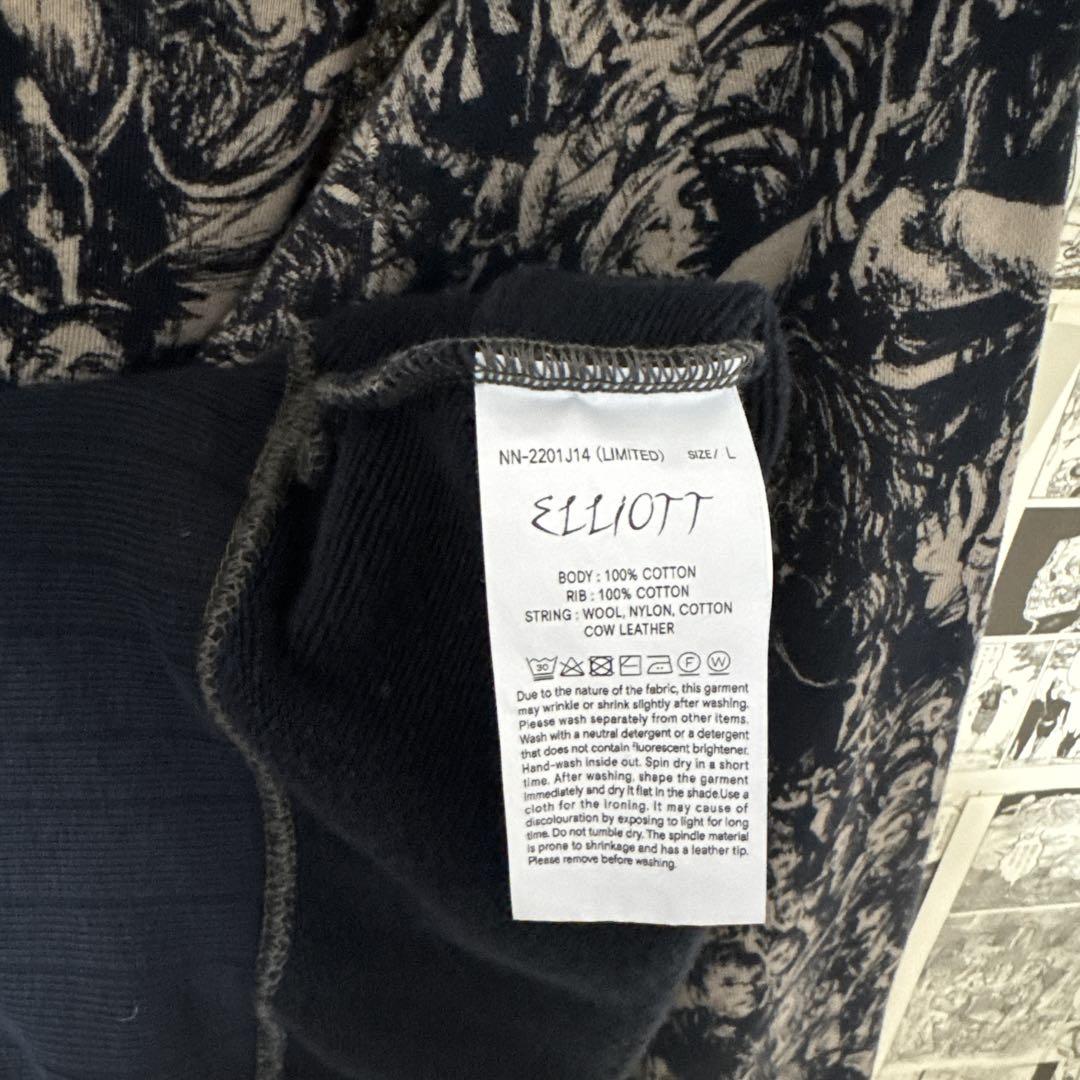 NN-2201J14 (LIMITED) SIZE/ L
ELLIOTT
BODY : 100% COTTON
RIB : 100% COTTON
STRING : WOOL, NYLON, COTTON
COW LEATHER
30 F W
Due to the nature of the fabric, this garment
may wrinkle or shrink slightly after washing.
Please wash separately from other items.
Wash with a neutral detergent or a detergent
that does not contain fluorescent brightener.
Hand-wash inside out. Spin dry in a short
time. After washing, shape the garment
immediately and dry it flat in the shade.Use a
cloth for the ironing. It may cause of
discolouration by exposing to light for long
time. Do not tumble dry. The spindle material
is prone to shrinkage and has a leather tip.
Please remove before washing.